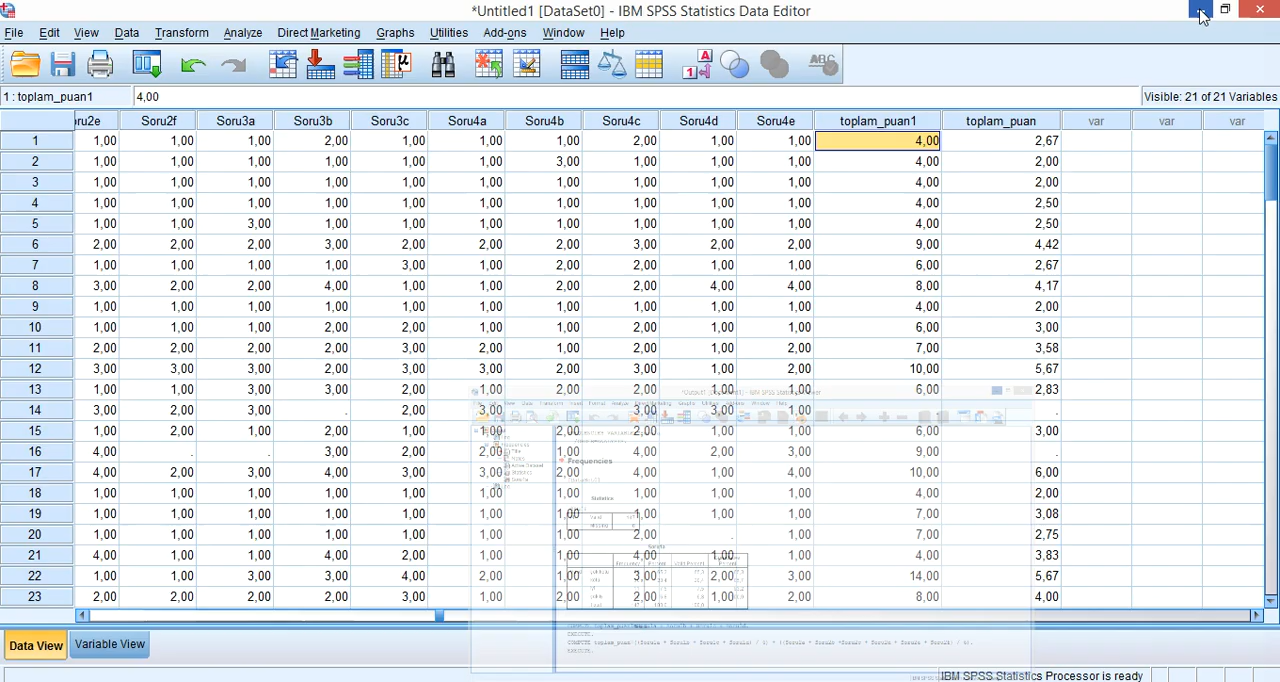 *Untitled1 [DataSet0] - IBM SPSS Statistics Data Editor
File Edit View Data Transform Analyze Direct Marketing Graphs Utilities Add-ons Window Help
1 : toplam_puan1 4,00 Visible: 21 of 21 Variables
ru2e Soru2f Soru3a Soru3b Soru3c Soru4a Soru4b Soru4c Soru4d Soru4e toplam_puan1 toplam_puan var var var
1 1,00 1,00 1,00 2,00 1,00 1,00 1,00 2,00 1,00 1,00 4,00 2,67
2 1,00 1,00 1,00 1,00 1,00 1,00 3,00 1,00 1,00 1,00 4,00 2,00
3 1,00 1,00 1,00 1,00 1,00 1,00 1,00 1,00 1,00 1,00 4,00 2,00
4 1,00 1,00 1,00 1,00 1,00 1,00 1,00 1,00 1,00 1,00 4,00 2,50
5 1,00 1,00 3,00 1,00 1,00 1,00 1,00 1,00 1,00 1,00 4,00 2,50
6 2,00 2,00 2,00 3,00 2,00 2,00 2,00 3,00 2,00 2,00 9,00 4,42
7 1,00 1,00 1,00 1,00 3,00 1,00 2,00 2,00 1,00 1,00 6,00 2,67
8 3,00 2,00 2,00 4,00 1,00 2,00 2,00 2,00 4,00 4,00 8,00 4,17
9 1,00 1,00 1,00 1,00 1,00 1,00 1,00 1,00 1,00 1,00 4,00 2,00
10 1,00 1,00 1,00 2,00 2,00 1,00 1,00 2,00 1,00 1,00 6,00 3,00
11 2,00 2,00 2,00 2,00 3,00 2,00 1,00 2,00 1,00 2,00 7,00 3,58
12 3,00 3,00 3,00 2,00 2,00 3,00 2,00 3,00 1,00 2,00 10,00 5,67
13 1,00 1,00 3,00 3,00 1,00 1,00 2,00 2,00 1,00 1,00 6,00 2,83
14 3,00 2,00 3,00 . 2,00 3,00 3,00 3,00 1,00 .
15 1,00 2,00 1,00 2,00 1,00 1,00 2,00 2,00 1,00 1,00 6,00 3,00
16 4,00 . . 3,00 2,00 2,00 1,00 4,00 2,00 3,00 9,00 .
17 4,00 2,00 3,00 4,00 3,00 3,00 2,00 4,00 1,00 4,00 10,00 6,00
18 1,00 1,00 1,00 1,00 1,00 1,00 1,00 1,00 1,00 1,00 4,00 2,00
19 1,00 1,00 1,00 1,00 1,00 1,00 1,00 1,00 1,00 7,00 3,08
20 1,00 1,00 1,00 1,00 1,00 1,00 1,00 2,00 . 1,00 7,00 2,75
21 4,00 1,00 1,00 4,00 2,00 1,00 1,00 4,00 1,00 1,00 4,00 3,83
22 1,00 1,00 3,00 3,00 4,00 2,00 1,00 3,00 2,00 3,00 14,00 5,67
23 2,00 2,00 2,00 2,00 3,00 1,00 2,00 2,00 1,00 2,00 8,00 4,00
Frequencies
Statistics
Data View Variable View
IBM SPSS Statistics Processor is ready